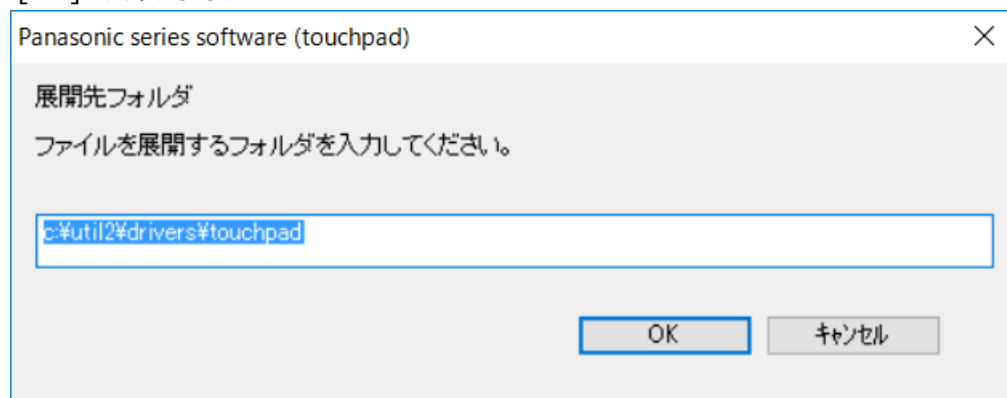 Panasonic series software (touchpad)
展開先フォルダ
ファイルを展開するフォルダを入力してください。
c:¥util2¥drivers¥touchpad
OK キャンセル